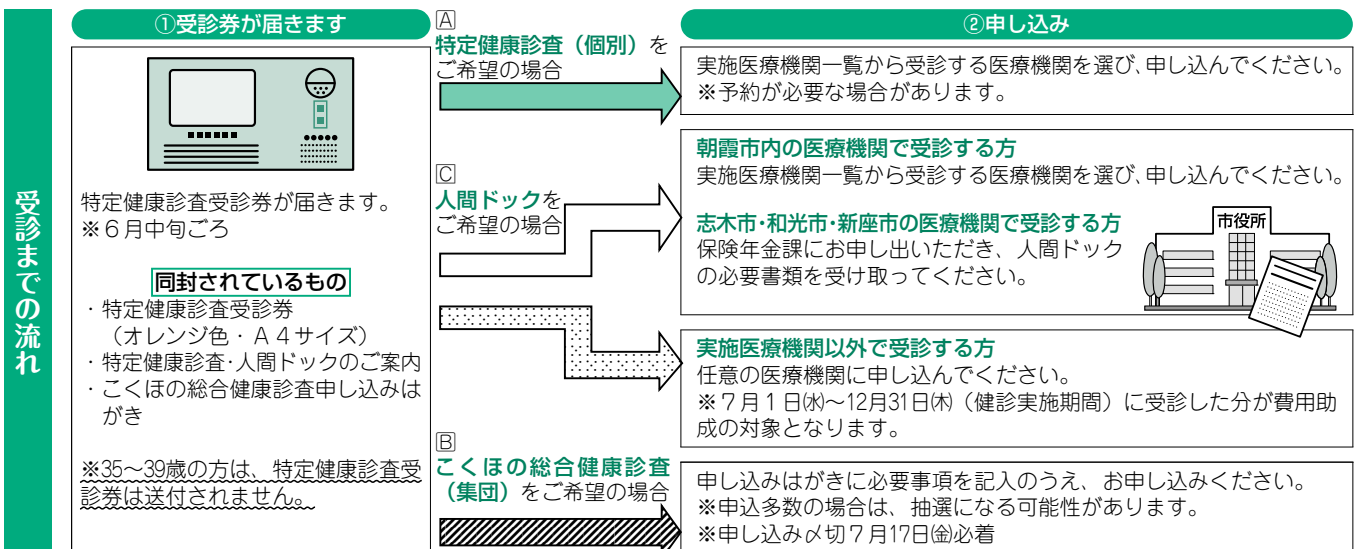 受診までの流れ
①受診券が届きます
特定健康診査受診券が届きます。
※6月中旬ごろ
同封されているもの
・特定健康診査受診券
（オレンジ色・A4サイズ）
・特定健康診査・人間ドックのご案内
・こくほの総合健康診査申し込みは
がき
※35～39歳の方は、特定健康診査受
診券は送付されません。
A
特定健康診査（個別）を
ご希望の場合
C
人間ドックを
ご希望の場合
B
こくほの総合健康診査
（集団）をご希望の場合
②申し込み
実施医療機関一覧から受診する医療機関を選び、申し込んでください。
※予約が必要な場合があります。
朝霞市内の医療機関で受診する方
実施医療機関一覧から受診する医療機関を選び、申し込んでください。
志木市・和光市・新座市の医療機関で受診する方
保険年金課にお申し出いただき、人間ドック
の必要書類を受け取ってください。
市役所
実施医療機関以外で受診する方
任意の医療機関に申し込んでください。
※7月1日㈬～12月31日㈭（健診実施期間）に受診した分が費用助
成の対象となります。
申し込みはがきに必要事項を記入のうえ、お申し込みください。
※申込多数の場合は、抽選になる可能性があります。
※申し込み〆切7月17日㈮必着